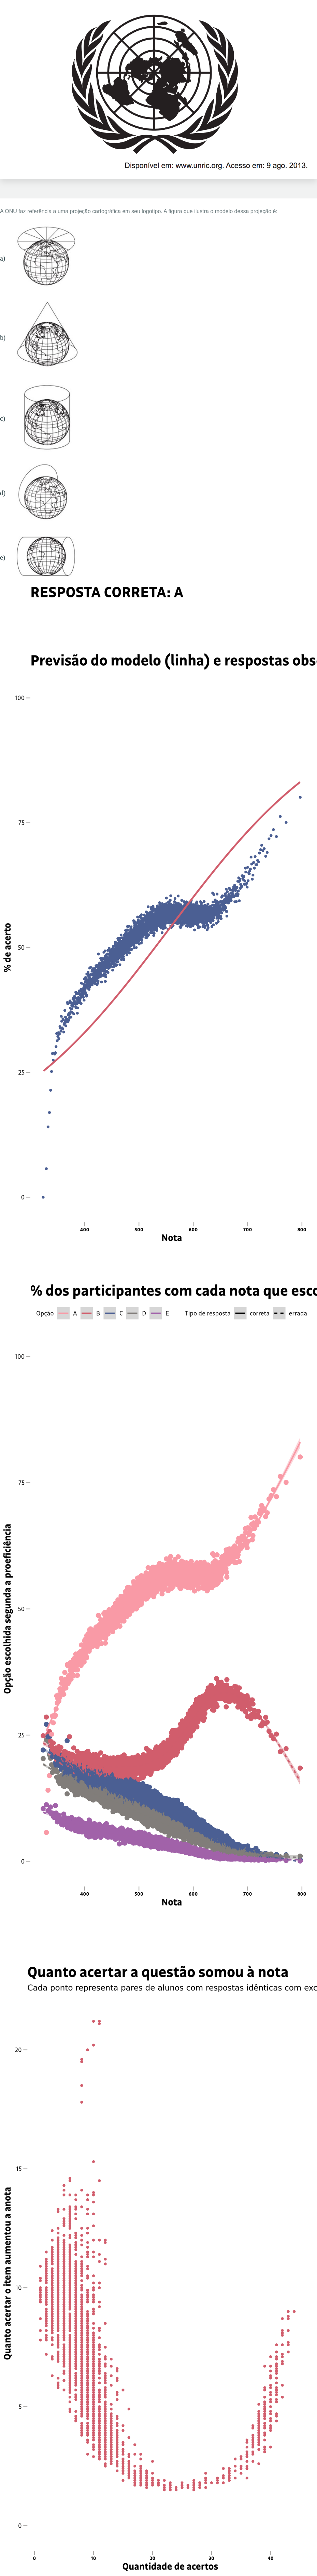 Disponível em: www.unric.org. Acesso em: 9 ago. 2013.
A ONU faz referência a uma projeção cartográfica em seu logotipo. A figura que ilustra o modelo dessa projeção é:
a)
b)
c)
d)
e)
RESPOSTA CORRETA: A
Previsão do modelo (linha) e respostas obs
100
75
50
25
0
% de acerto
400 500 600 700 800
Nota
% dos participantes com cada nota que esco
Opção A B C D E Tipo de resposta correta errada
100
75
50
25
0
Opção escolhida segunda a proeficiência
400 500 600 700 800
Nota
Quanto acertar a questão somou à nota
Cada ponto representa pares de alunos com respostas idênticas com exc
20
15
10
5
0
Quanto acertar o item aumentou a anota
0 10 20 30 40
Quantidade de acertos